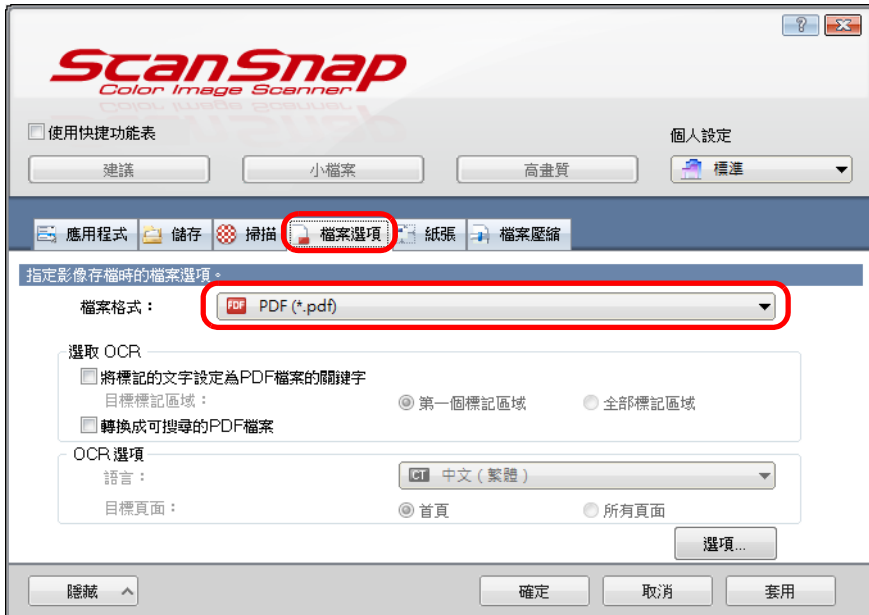 ScanSnap
Color Image Scanner
使用快捷功能表
個人設定
建議 小檔案 高畫質 標準
應用程式 儲存 掃描 檔案選項 紙張 檔案壓縮
指定影像存檔時的檔案選項。
檔案格式： PDF PDF (*.pdf)
選取 OCR
將標記的文字設定為PDF檔案的關鍵字
目標標記區域： 第一個標記區域 全部標記區域
轉換成可搜尋的PDF檔案
OCR 選項
語言： CT 中文（繁體）
目標頁面： 首頁 所有頁面
選項...
隱藏 確定 取消 套用